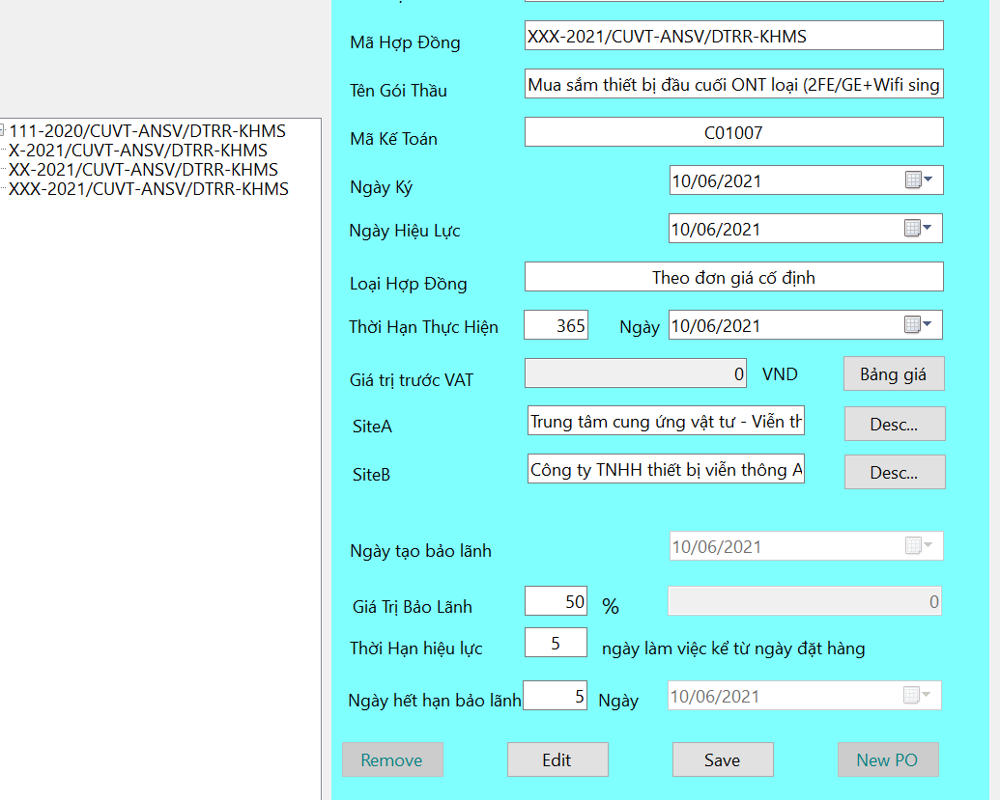 111-2020/CUVT-ANSV/DTRR-KHMS
X-2021/CUVT-ANSV/DTRR-KHMS
XX-2021/CUVT-ANSV/DTRR-KHMS
XXX-2021/CUVT-ANSV/DTRR-KHMS
Mã Hợp Đồng XXX-2021/CUVT-ANSV/DTRR-KHMS
Tên Gói Thầu Mua sắm thiết bị đầu cuối ONT loại (2FE/GE+Wifi sing
Mã Kế Toán C01007
Ngày Ký 10/06/2021
Ngày Hiệu Lực 10/06/2021
Loại Hợp Đồng Theo đơn giá cố định
Thời Hạn Thực Hiện 365 Ngày 10/06/2021
Giá trị trước VAT 0 VND Bảng giá
SiteA Trung tâm cung ứng vật tư - Viễn th Desc...
SiteB Công ty TNHH thiết bị viễn thông A Desc...
Ngày tạo bảo lãnh 10/06/2021
Giá Trị Bảo Lãnh 50 % 0
Thời Hạn hiệu lực 5 ngày làm việc kể từ ngày đặt hàng
Ngày hết hạn bảo lãnh 5 Ngày 10/06/2021
Remove Edit Save New PO